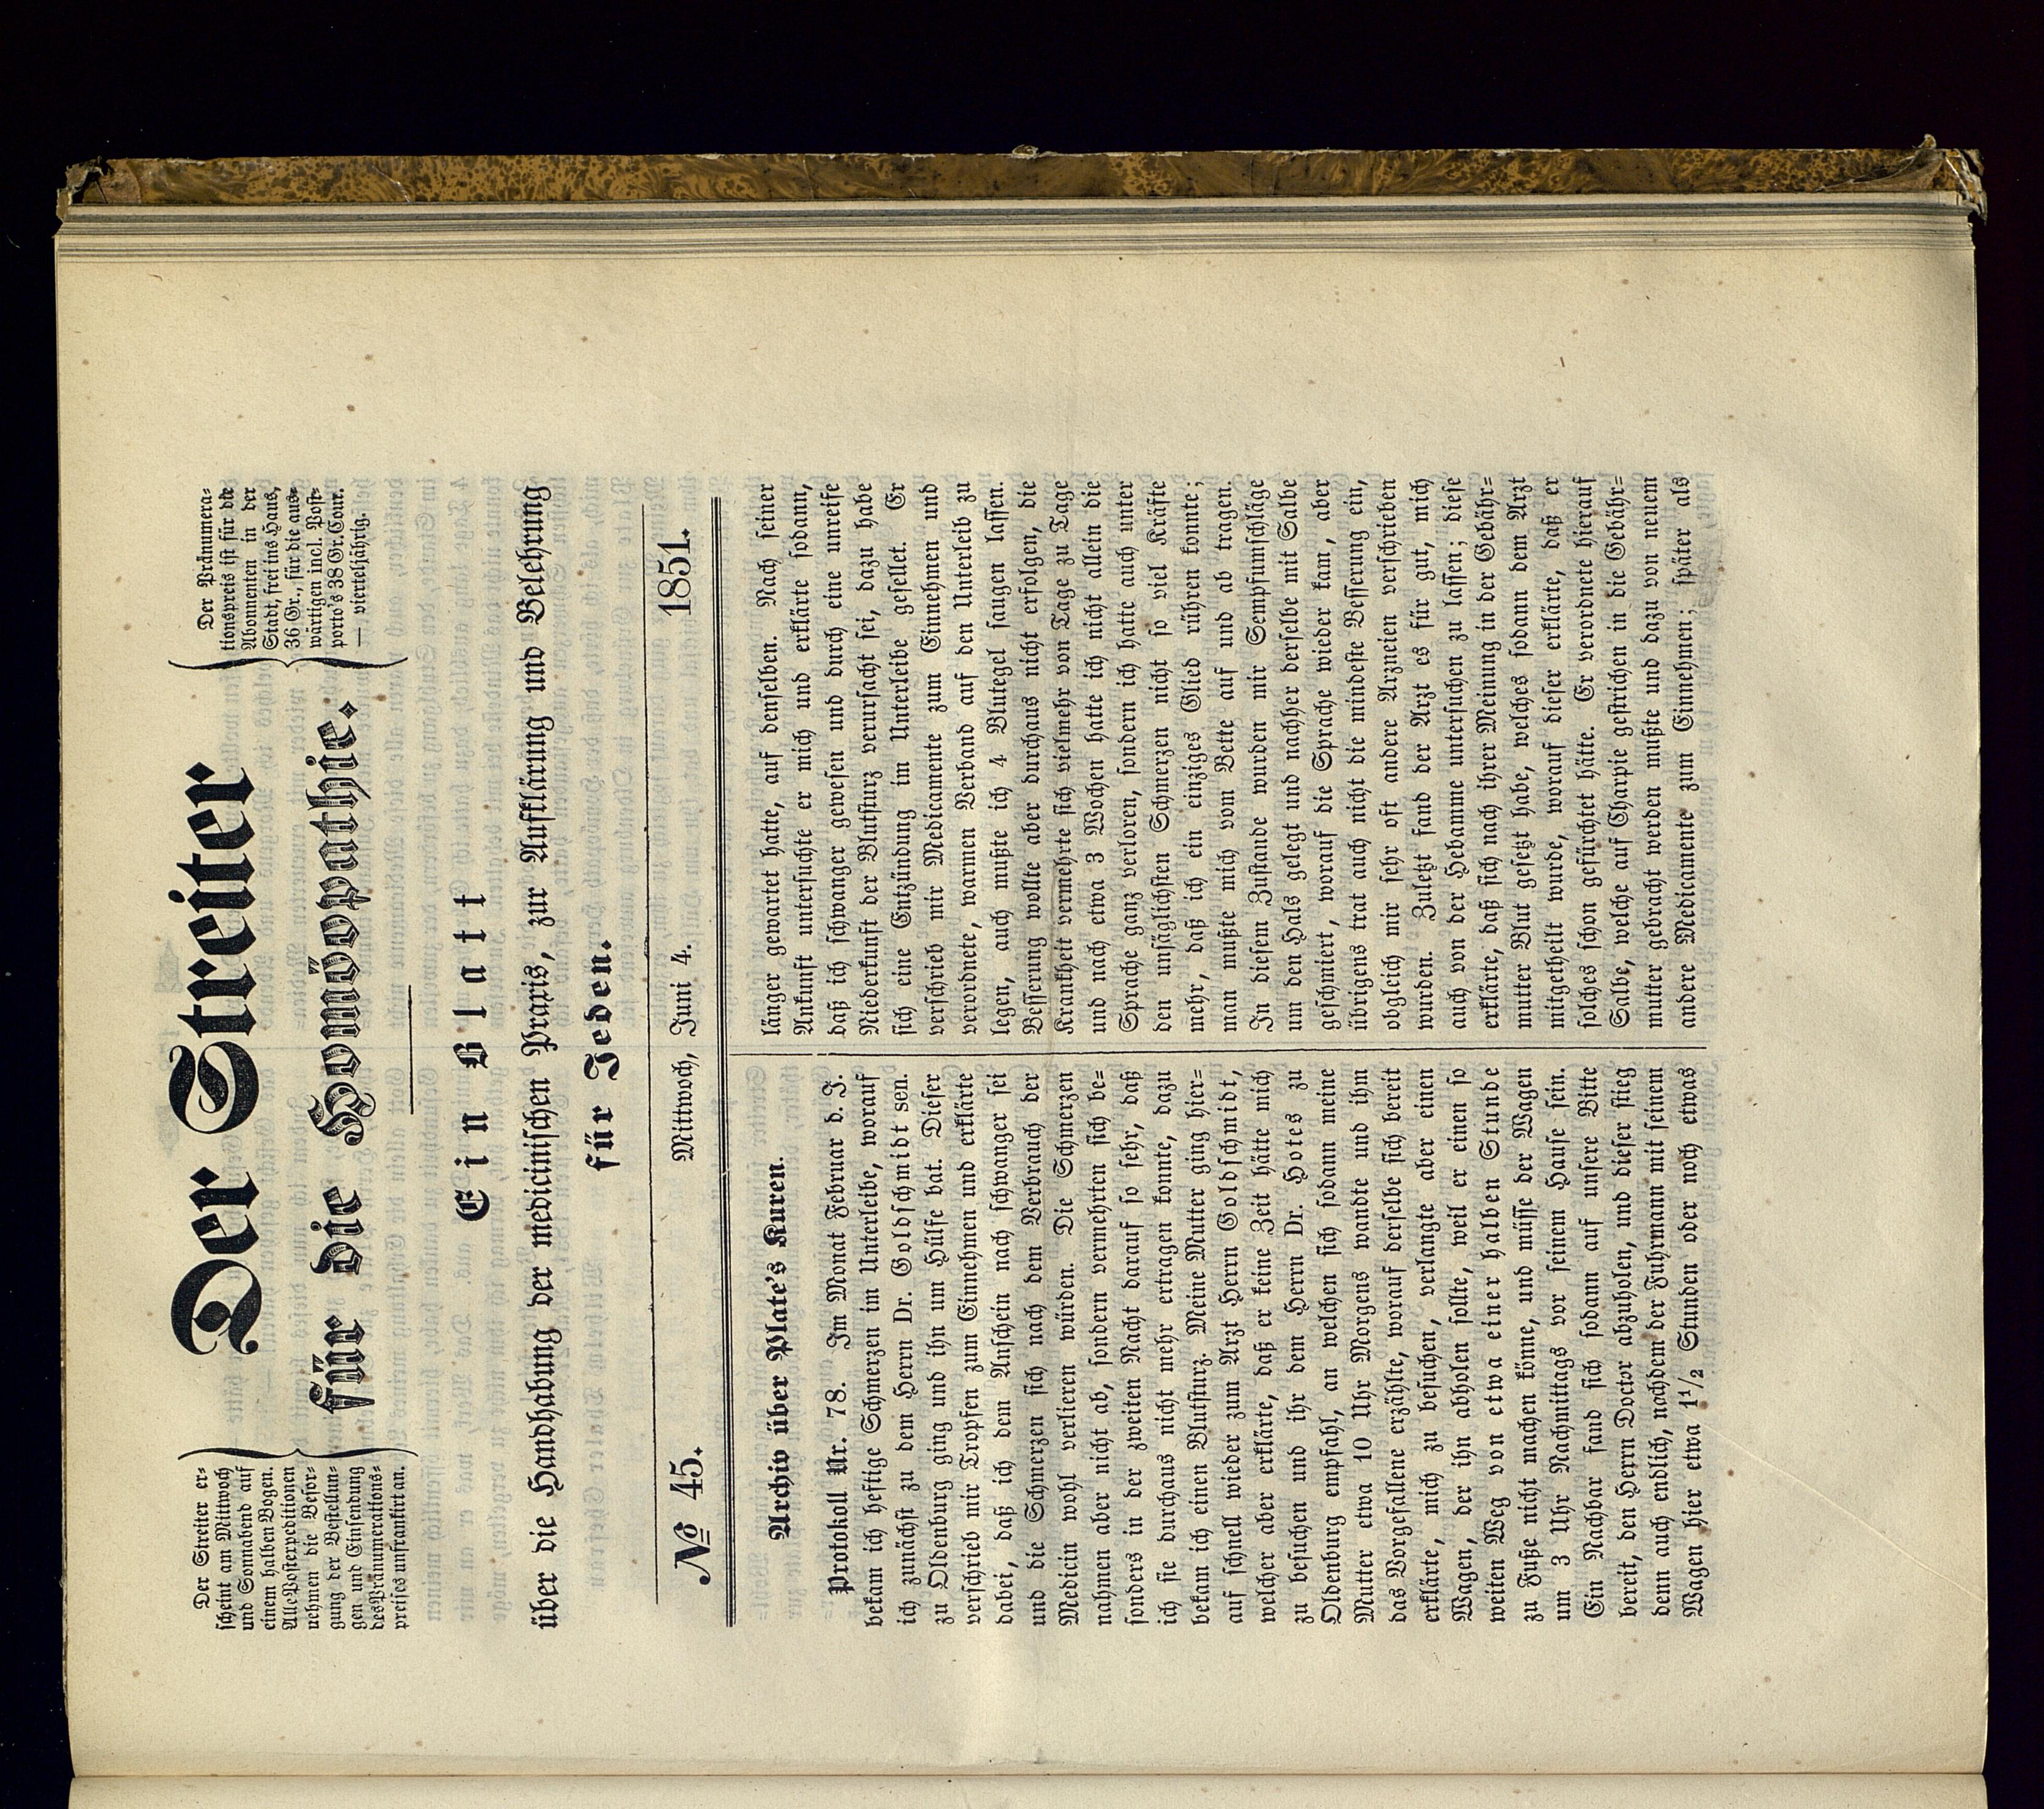 Der Streiter er-
scheint am Mittwoch
und Sonnabend auf
einem halben Bogen.
Alle Postexpeditionen
nehmen die Besor-
gung der Bestellun-
gen und Einsendung
des Pränumerations-
preises unfrankirt an.
Der Streiter
für die Homöopathie.
Der Pränumera-
tionspreis ist für die
Abonnenten in der
Stadt, frei ins Haus,
36 Gr., für die aus-
wärtigen incl. Post-
porto's 38 Gr. Cour.
— vierteljährig. —
Ein Blatt
über die Handhabung der medicinischen Praxis, zur Aufklärung und Belehrung
für Jeden.
№ 45. Mittwoch, Juni 4. 1851.
Archiv über Plate's Kuren.
Protokoll Nr. 78. Im Monat Februar d. J.
bekam ich heftige Schmerzen im Unterleibe, worauf
ich zunächst zu dem Herrn Dr. Goldschmidt sen.
zu Oldenburg ging und ihn um Hülfe bat. Dieser
verschrieb mir Tropfen zum Einnehmen und erklärte
dabei, daß ich dem Anschein nach schwanger sei
und die Schmerzen sich nach dem Verbrauch der
Medicin wohl verlieren würden. Die Schmerzen
nahmen aber nicht ab, sondern vermehrten sich be-
sonders in der zweiten Nacht darauf so sehr, daß
ich sie durchaus nicht mehr ertragen konnte, dazu
bekam ich einen Blutsturz. Meine Mutter ging hier-
auf schnell wieder zum Arzt Herrn Goldschmidt,
welcher aber erklärte, daß er keine Zeit hätte mich
zu besuchen und ihr dem Herrn Dr. Hotes zu
Oldenburg empfahl, an welchen sich sodann meine
Mutter etwa 10 Uhr Morgens wandte und ihm
das Vorgefallene erzählte, worauf derselbe sich bereit
erklärte, mich zu besuchen, verlangte aber einen
Wagen, der ihn abholen sollte, weil er einen so
weiten Weg von etwa einer halben Stunde
zu Fuße nicht machen könne, und müsse der Wagen
um 3 Uhr Nachmittags vor seinem Hause sein.
Ein Nachbar fand sich sodann auf unsere Bitte
bereit, den Herrn Doctor abzuholen, und dieser stieg
denn auch endlich, nachdem der Fuhrmann mit seinem
Wagen hier etwa 1½ Stunden oder noch etwas
länger gewartet hatte, auf denselben. Nach seiner
Ankunft untersuchte er mich und erklärte sodann,
daß ich schwanger gewesen und durch eine unreife
Niederkunft der Blutsturz verursacht sei, dazu habe
sich eine Entzündung im Unterleibe gesellet. Er
verschrieb mir Medicamente zum Einnehmen und
verordnete, warmen Verband auf den Unterleib zu
legen, auch mußte ich 4 Blutegel saugen lassen.
Besserung wollte aber durchaus nicht erfolgen, die
Krankheit vermehrte sich vielmehr von Tage zu Tage
und nach etwa 3 Wochen hatte ich nicht allein die
Sprache ganz verloren, sondern ich hatte auch unter
den unsäglichsten Schmerzen nicht so viel Kräfte
mehr, daß ich ein einziges Glied rühren konnte;
man mußte mich vom Bette auf und ab tragen.
In diesem Zustande wurden mir Sempfumschläge
um den Hals gelegt und nachher derselbe mit Salbe
geschmiert, worauf die Sprache wieder kam, aber
übrigens trat auch nicht die mindeste Besserung ein,
obgleich mir sehr oft andere Arzneien verschrieben
wurden. Zuletzt fand der Arzt es für gut, mich
auch von der Hebamme untersuchen zu lassen; diese
erklärte, daß sich nach ihrer Meinung in der Gebähr-
mutter Blut gesetzt habe, welches sodann dem Arzt
mitgetheilt wurde, worauf dieser erklärte, daß er
solches schon gefürchtet hätte. Er verordnete hierauf
Salbe, welche auf Charpie gestrichen in die Gebähr-
mutter gebracht werden mußte und dazu von neuem
andere Medicamente zum Einnehmen; später als